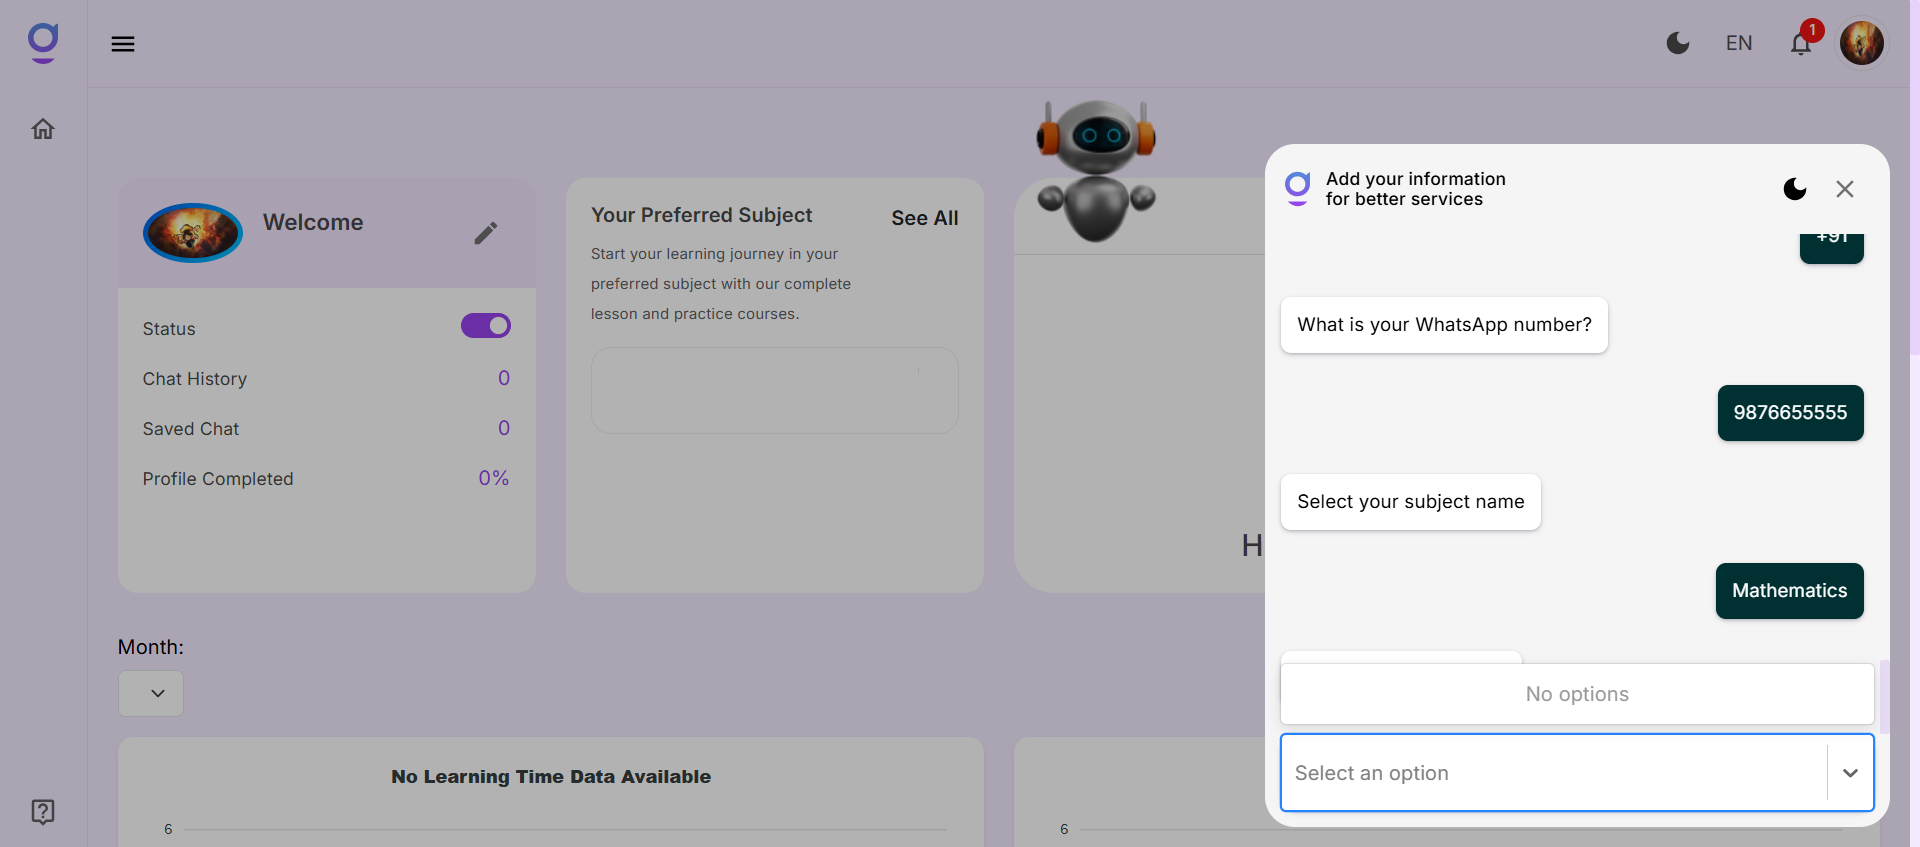 EN
1
Welcome
Status
Chat History
0
Saved Chat
0
Profile Completed
0%
Your Preferred Subject
See All
Start your learning journey in your
preferred subject with our complete
lesson and practice courses.
H
Month:
No Learning Time Data Available
6
6
Add your information
for better services
+91
What is your WhatsApp number?
9876655555
Select your subject name
Mathematics
No options
Select an option